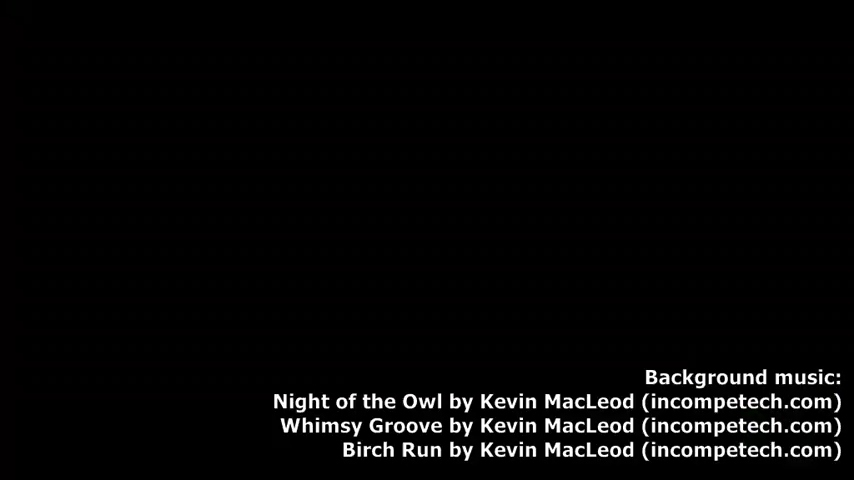 Background music:
Night of the Owl by Kevin MacLeod (incompetech.com)
Whimsy Groove by Kevin MacLeod (incompetech.com)
Birch Run by Kevin MacLeod (incompetech.com)